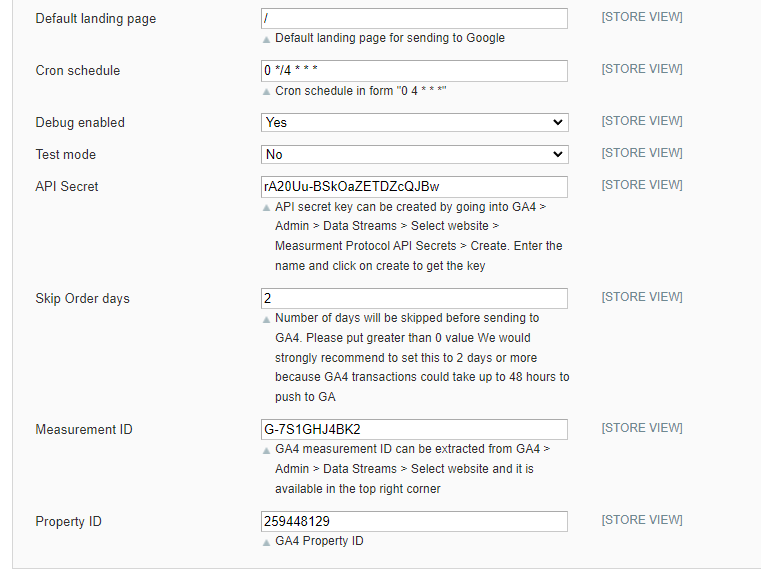 Default landing page / [STORE VIEW]
Default landing page for sending to Google
Cron schedule 0 */4 * * * [STORE VIEW]
Cron schedule in form "0 4 * * *"
Debug enabled Yes [STORE VIEW]
Test mode No [STORE VIEW]
API Secret rA20Uu-BSkOaZETDZcQJBw [STORE VIEW]
API secret key can be created by going into GA4 >
Admin > Data Streams > Select website >
Measurment Protocol API Secrets > Create. Enter the
name and click on create to get the key
Skip Order days 2 [STORE VIEW]
Number of days will be skipped before sending to
GA4. Please put greater than 0 value We would
strongly recommend to set this to 2 days or more
because GA4 transactions could take up to 48 hours to
push to GA
Measurement ID G-7S1GHJ4BK2 [STORE VIEW]
GA4 measurement ID can be extracted from GA4 >
Admin > Data Streams > Select website and it is
available in the top right corner
Property ID 259448129 [STORE VIEW]
GA4 Property ID